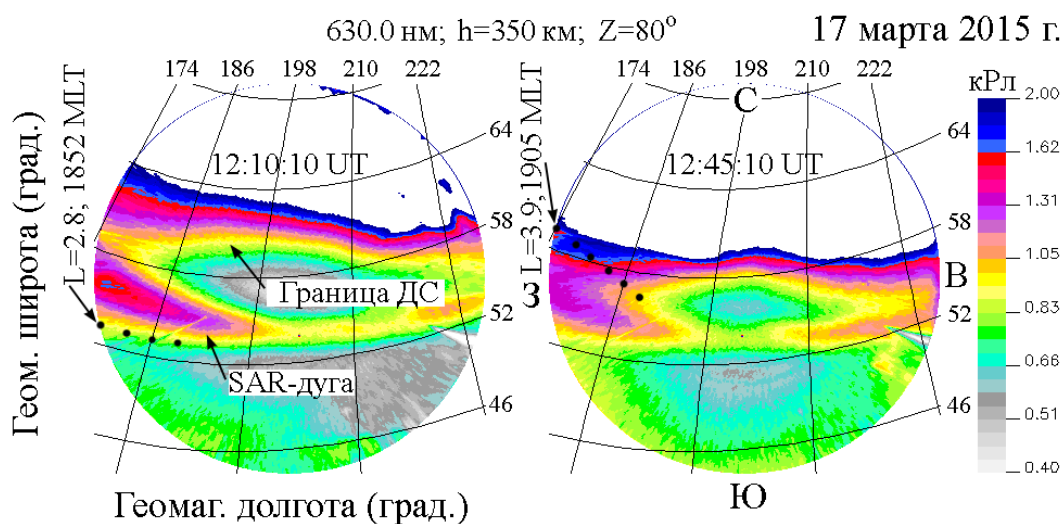 630.0 нм; h=350 км; Z=80°
17 марта 2015 г.
174 186 198 210 222
174 186 198 210 222
кРл
L=2.8; 1852 MLT
L=3.9; 1905 MLT
С
2.00
1.62
1.31
1.05
0.83
0.66
0.51
0.40
64
58
52
46
64
58
52
46
12:10:10 UT
12:45:10 UT
Геом. широта (град.)
Граница ДС
З
В
SAR-дуга
Геомаг. долгота (град.)
Ю